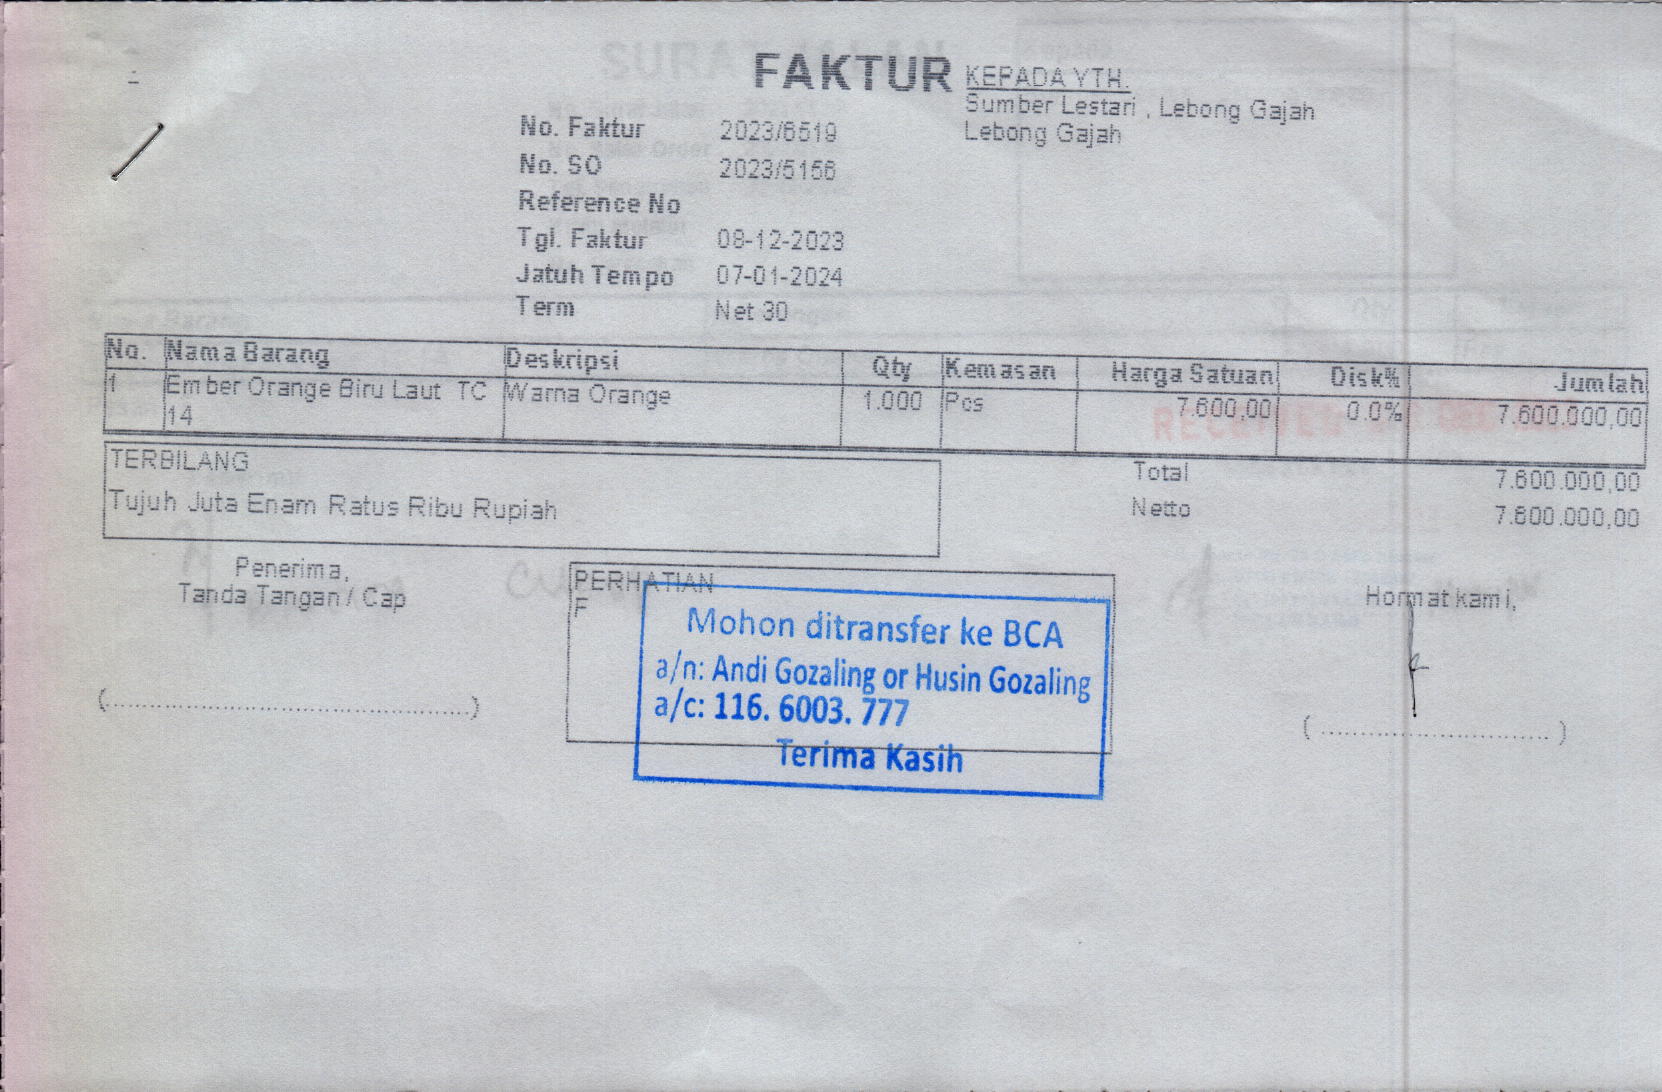 FAKTUR
KEPADA YTH.
Sumber Lestari , Lebong Gajah
Lebong Gajah
No. Faktur 2023/6519
No. SO 2023/5156
Reference No
Tgl. Faktur 08-12-2023
Jatuh Tempo 07-01-2024
Term Net 30
No. Nama Barang Deskripsi Qty Kemasan Harga Satuan Disk% Jumlah
1 Ember Orange Biru Laut TC Warna Orange 1.000 Pcs 7.600,00 0.0% 7.600.000,00
14
TERBILANG
Tujuh Juta Enam Ratus Ribu Rupiah
Total 7.600.000,00
Netto 7.600.000,00
Penerima,
Tanda Tangan / Cap
PERHATIAN
F
Mohon ditransfer ke BCA
a/n: Andi Gozaling or Husin Gozaling
a/c: 116. 6003. 777
Terima Kasih
Hormat kami,
(..............................................)
( ............................. )
SURAT JALAN
RECEIVED